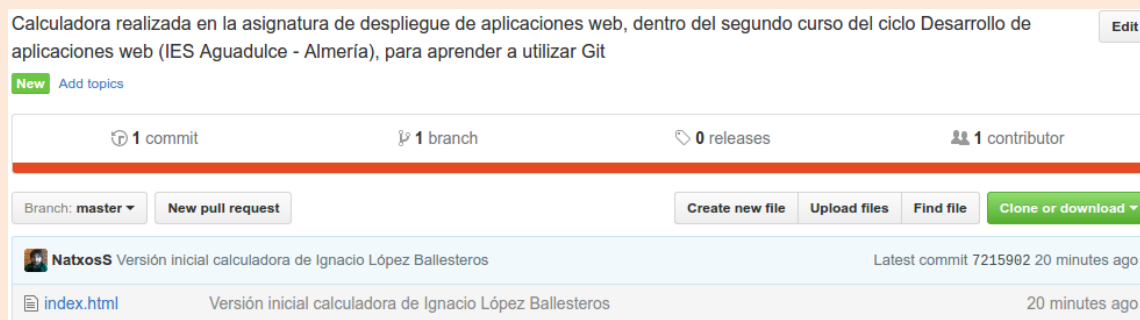 Calculadora realizada en la asignatura de despliegue de aplicaciones web, dentro del segundo curso del ciclo Desarrollo de
Edit
aplicaciones web (IES Aguadulce - Almería), para aprender a utilizar Git
New Add topics
1 commit 1 branch 0 releases 1 contributor
Branch: master New pull request Create new file Upload files Find file Clone or download
NatxosS Versión inicial calculadora de Ignacio López Ballesteros Latest commit 7215902 20 minutes ago
index.html Versión inicial calculadora de Ignacio López Ballesteros 20 minutes ago